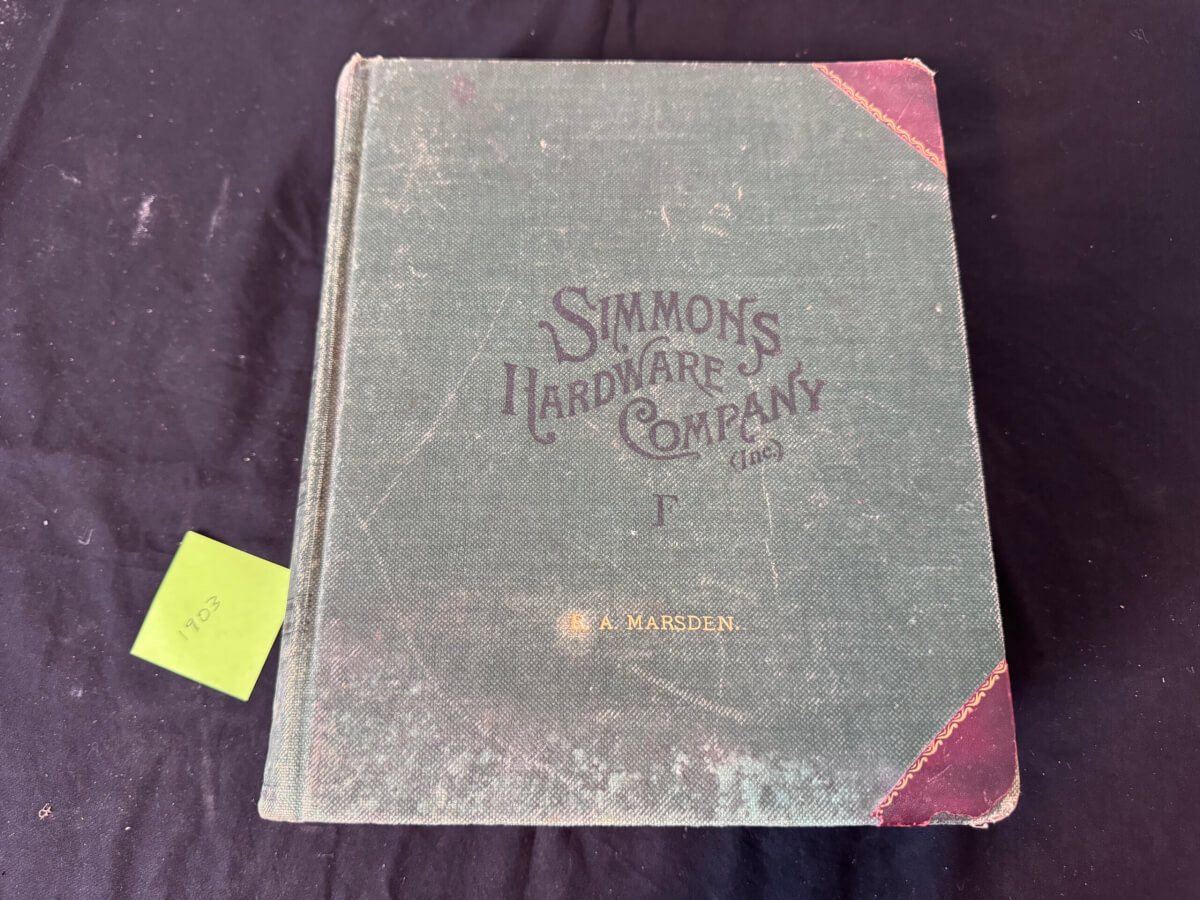 SIMMONS
HARDWARE
COMPANY
(Inc.)
F
A. MARSDEN.
1903